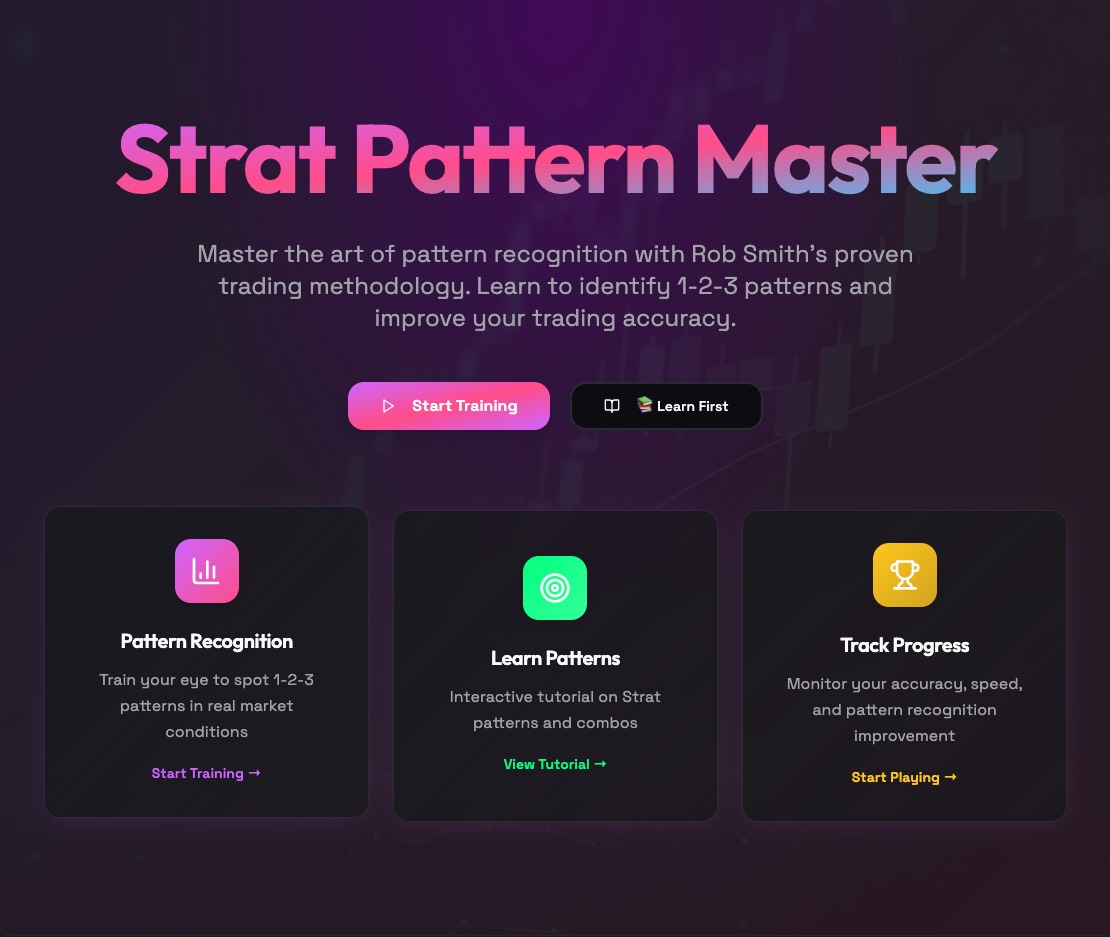 Strat Pattern Master
Master the art of pattern recognition with Rob Smith's proven
trading methodology. Learn to identify 1-2-3 patterns and
improve your trading accuracy.
Start Training
📚 Learn First
Pattern Recognition
Train your eye to spot 1-2-3
patterns in real market
conditions
Start Training →
Learn Patterns
Interactive tutorial on Strat
patterns and combos
View Tutorial →
Track Progress
Monitor your accuracy, speed,
and pattern recognition
improvement
Start Playing →